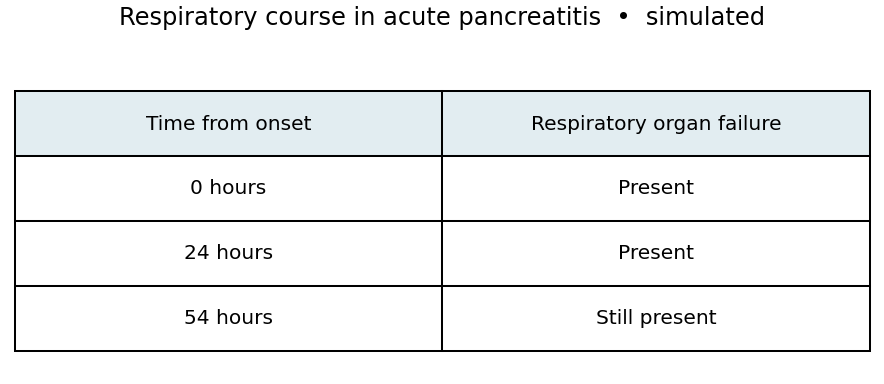 Respiratory course in acute pancreatitis • simulated
Time from onset Respiratory organ failure
0 hours Present
24 hours Present
54 hours Still present